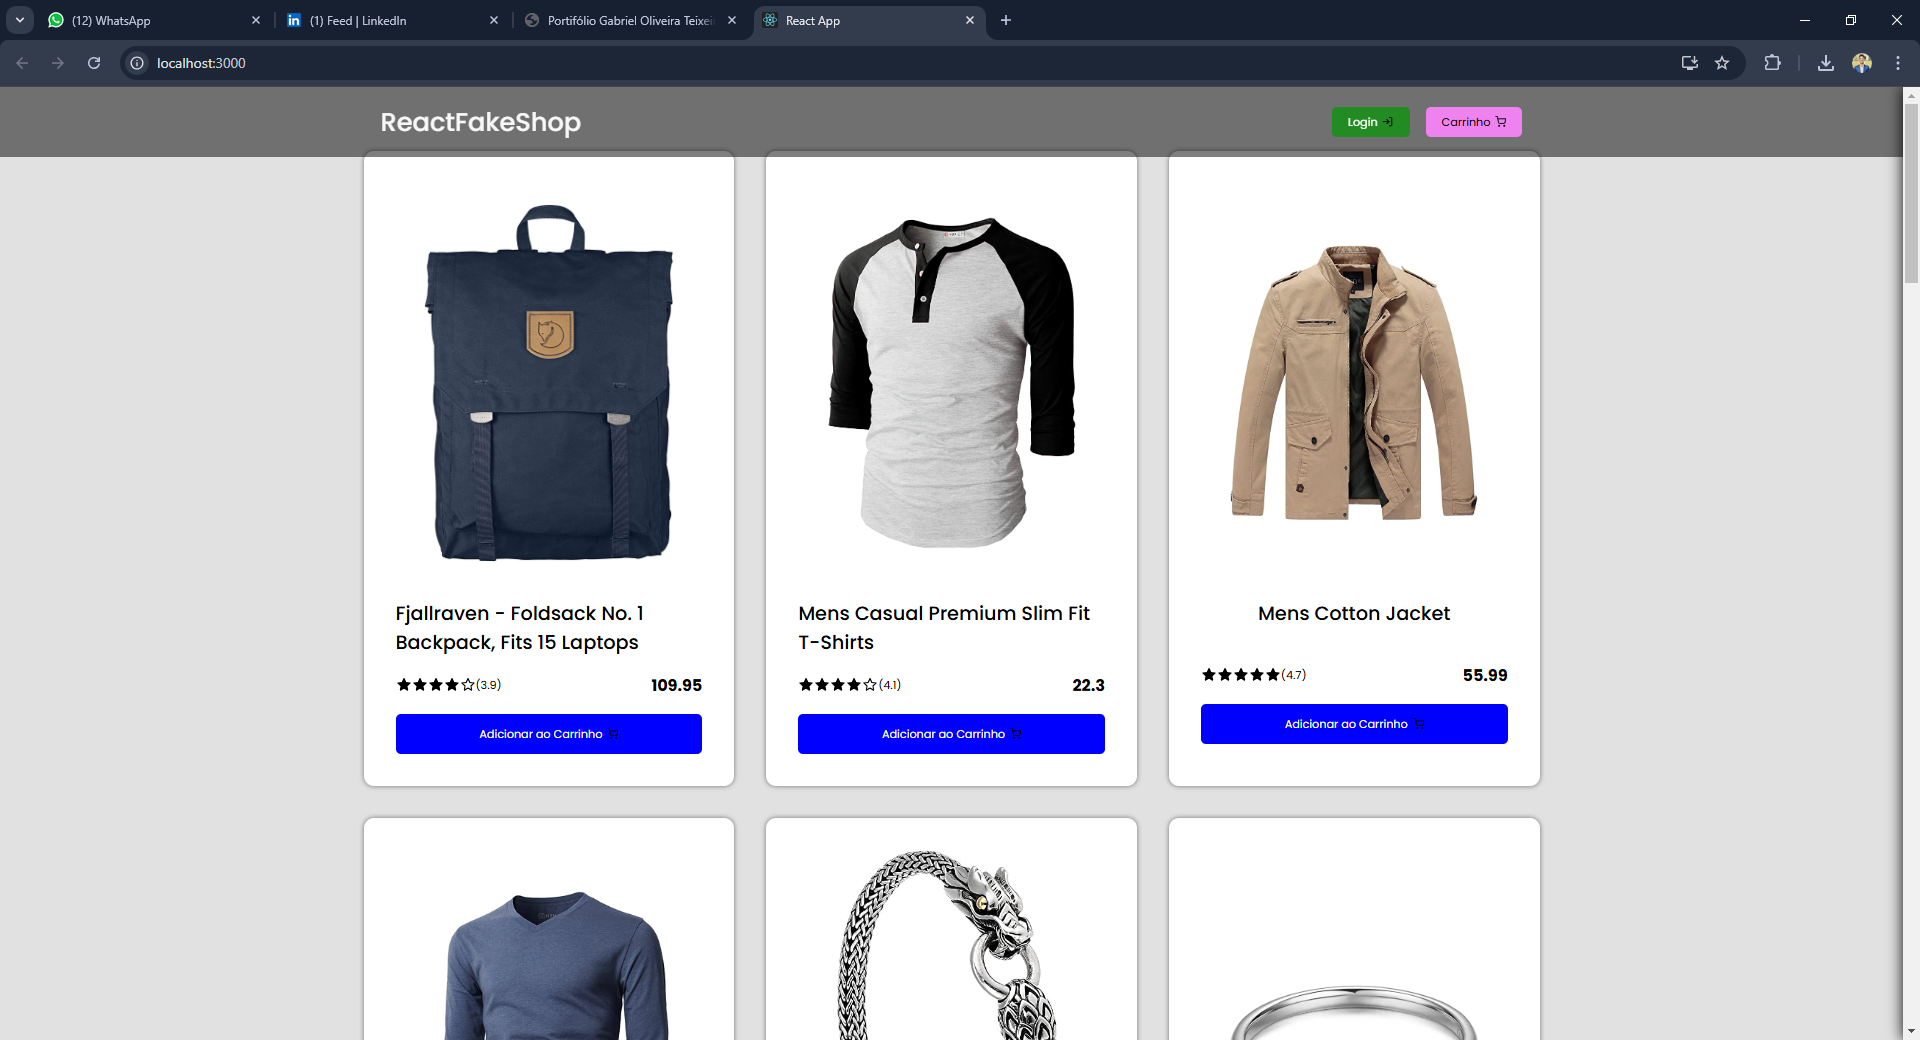 (12) WhatsApp
(1) Feed | LinkedIn
Portifólio Gabriel Oliveira Teixei
React App
localhost:3000
ReactFakeShop
Login
Carrinho
Fjallraven - Foldsack No. 1
Backpack, Fits 15 Laptops
(3.9)
109.95
Adicionar ao Carrinho
Mens Casual Premium Slim Fit
T-Shirts
(4.1)
22.3
Adicionar ao Carrinho
Mens Cotton Jacket
(4.7)
55.99
Adicionar ao Carrinho